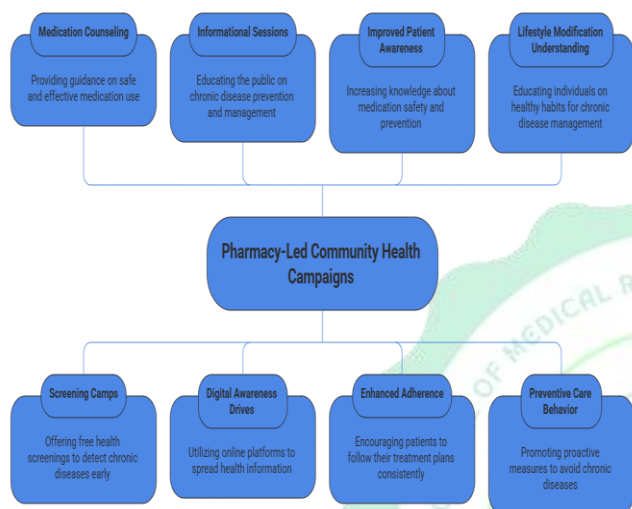 Medication Counseling
Providing guidance on safe
and effective medication use
Informational Sessions
Educating the public on
chronic disease prevention
and management
Improved Patient
Awareness
Increasing knowledge about
medication safety and
prevention
Lifestyle Modification
Understanding
Educating individuals on
healthy habits for chronic
disease management
Pharmacy-Led Community Health
Campaigns
Screening Camps
Offering free health
screenings to detect chronic
diseases early
Digital Awareness
Drives
Utilizing online platforms to
spread health information
Enhanced Adherence
Encouraging patients to
follow their treatment plans
consistently
Preventive Care
Behavior
Promoting proactive
measures to avoid chronic
diseases
OF MEDICAL